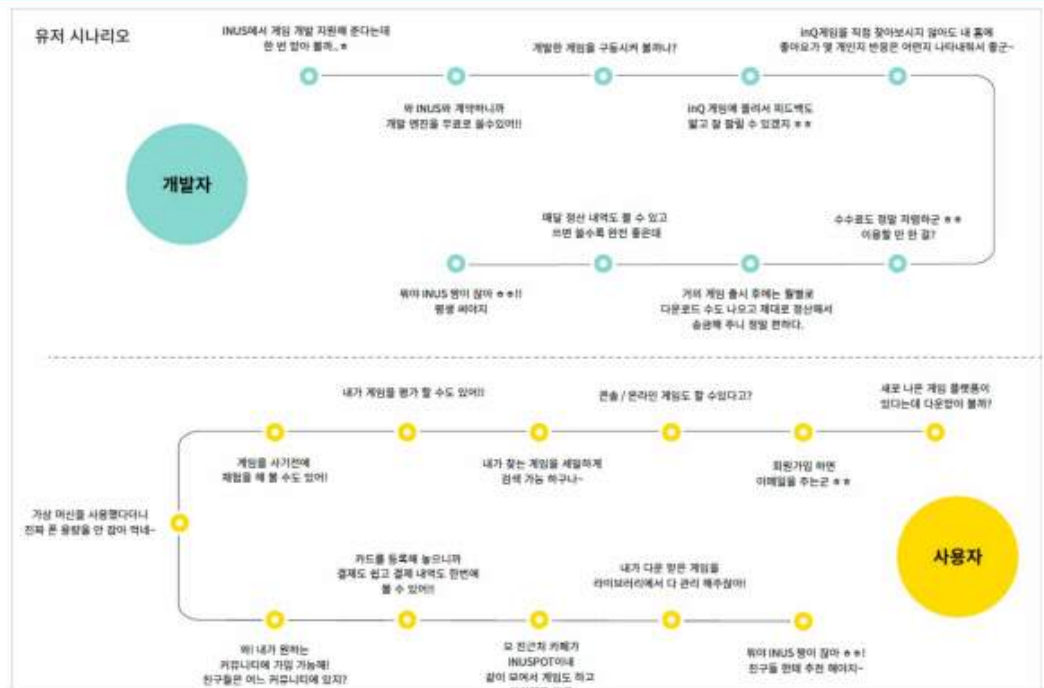 유저 시나리오
INUS에서 게임 개발 지원해 준다는데
한 번 알아 볼까..ㅎ
와 INUS와 계약하니까
개발 엔진을 무료로 쓸수있어!!
개발한 게임을 구동시켜 볼까나?
inQ 게임에 올려서 피드백도
받고 잘 팔릴 수 있겠지 ㅎㅎ
inQ게임을 직접 찾아보시지 않아도 내 홈에
좋아요가 몇 개인지 반응은 어떤지 나타내줘서 좋군~
개발자
수수료도 정말 저렴하군 ㅎㅎ
이용할 만 한 걸?
거의 게임 출시 후에는 월별로
다운로드 수도 나오고 제대로 정산해서
송금해 주니 정말 편하다.
매달 정산 내역도 볼 수 있고
쓰면 쓸수록 완전 좋은데
뭐야 INUS 짱이 잖아 ㅎㅎ!!
평생 써야지
새로 나온 게임 플랫폼이
있다는데 다운받아 볼까?
회원가입 하면
이메일을 주는군 ㅎㅎ
콘솔 / 온라인 게임도 할 수있다고?
내가 찾는 게임을 세밀하게
검색 가능 하구나~
내가 게임을 평가 할 수도 있어!!
게임을 사기전에
체험을 해 볼 수도 있어!
가상 머신을 사용했다더니
진짜 폰 용량을 안 잡아 먹네~
사용자
와! 내가 원하는
커뮤니티에 가입 가능해!
친구들은 어느 커뮤니티에 있지?
카드를 등록해 놓으니까
결제도 쉽고 결제 내역도 한번에
볼 수 있어!!
모 진근처 카페가
INUSPOT이네
같이 모여서 게임도 하고
내가 다운 받은 게임을
라이브러리에서 다 관리 해주잖아!
뭐야 INUS 짱이 잖아 ㅎㅎ!
친구들 한테 추천 해야지~